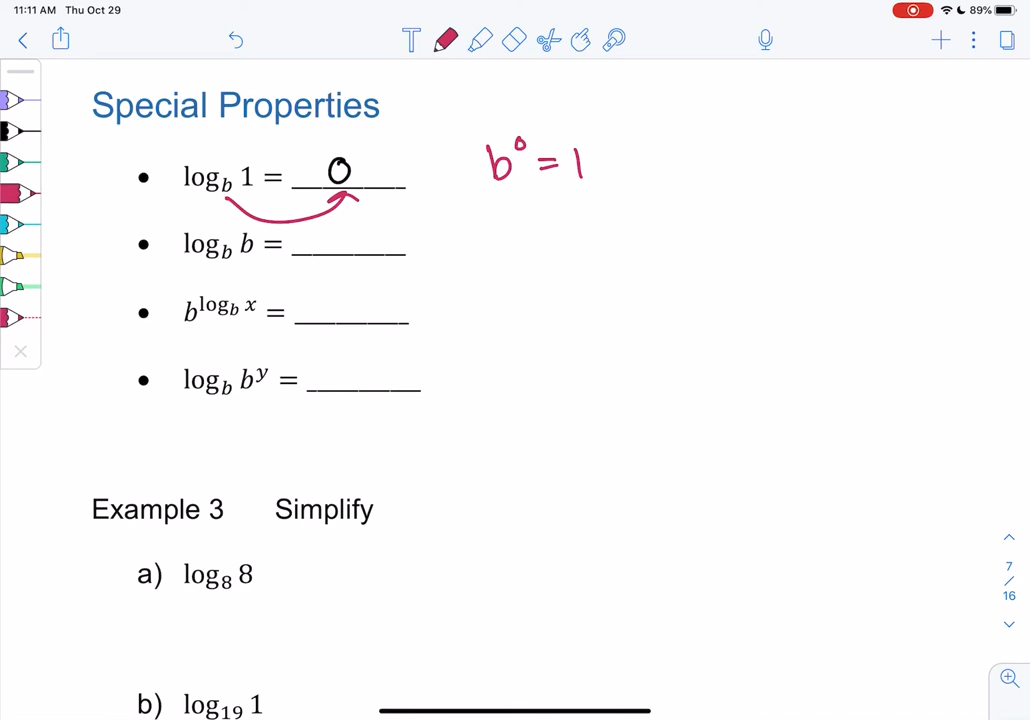 11:11 AM Thu Oct 29 89%
T
Special Properties
• log_b 1 = ___0___ b⁰ = 1
• log_b b = ________
• b^(log_b x) = ________
• log_b b^y = ________
Example 3 Simplify
a) log₈ 8
7
/
16
b) log₁₉ 1